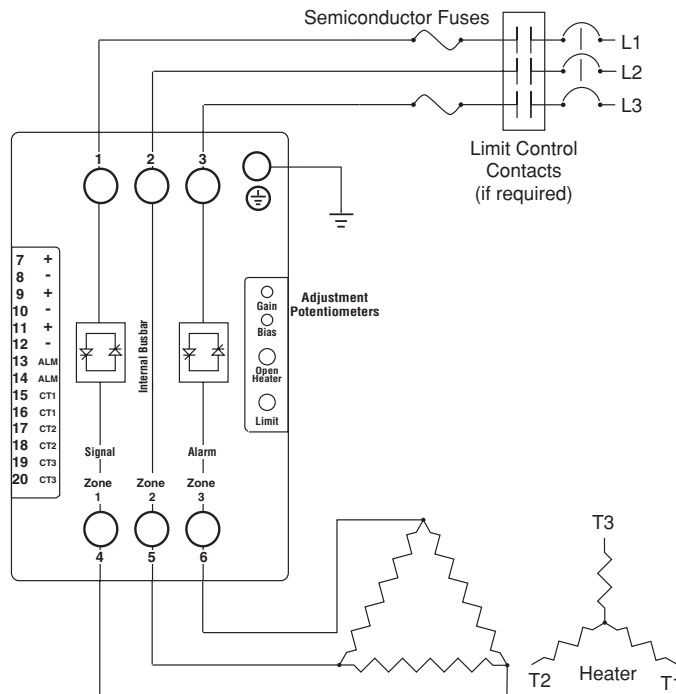 Semiconductor Fuses
L1
L2
L3
Limit Control
Contacts
(if required)
1 2 3
7 +
8 -
9 +
10 -
11 +
12 -
13 ALM
14 ALM
15 CT1
16 CT1
17 CT2
18 CT2
19 CT3
20 CT3
Internal Busbar
Gain
Bias
Open
Heater
Limit
Adjustment
Potentiometers
Signal
Alarm
Zone
1
Zone
2
Zone
3
4 5 6
T3
T2
Heater
T1